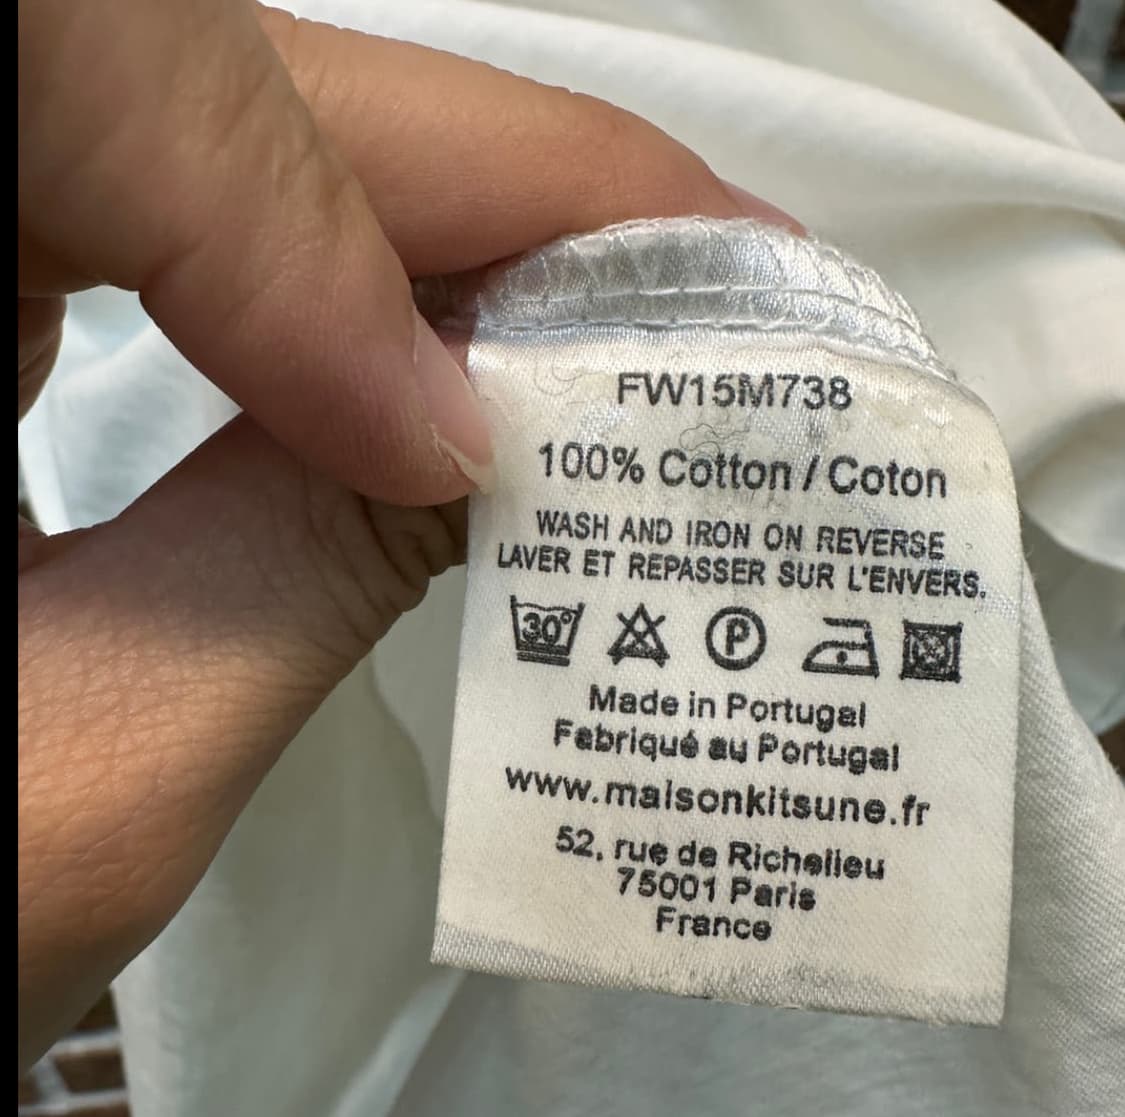 FW15M738
100% Cotton / Coton
WASH AND IRON ON REVERSE
LAVER ET REPASSER SUR L'ENVERS.
30° P
Made in Portugal
Fabriqué au Portugal
www.maisonkitsune.fr
52, rue de Richelieu
75001 Paris
France